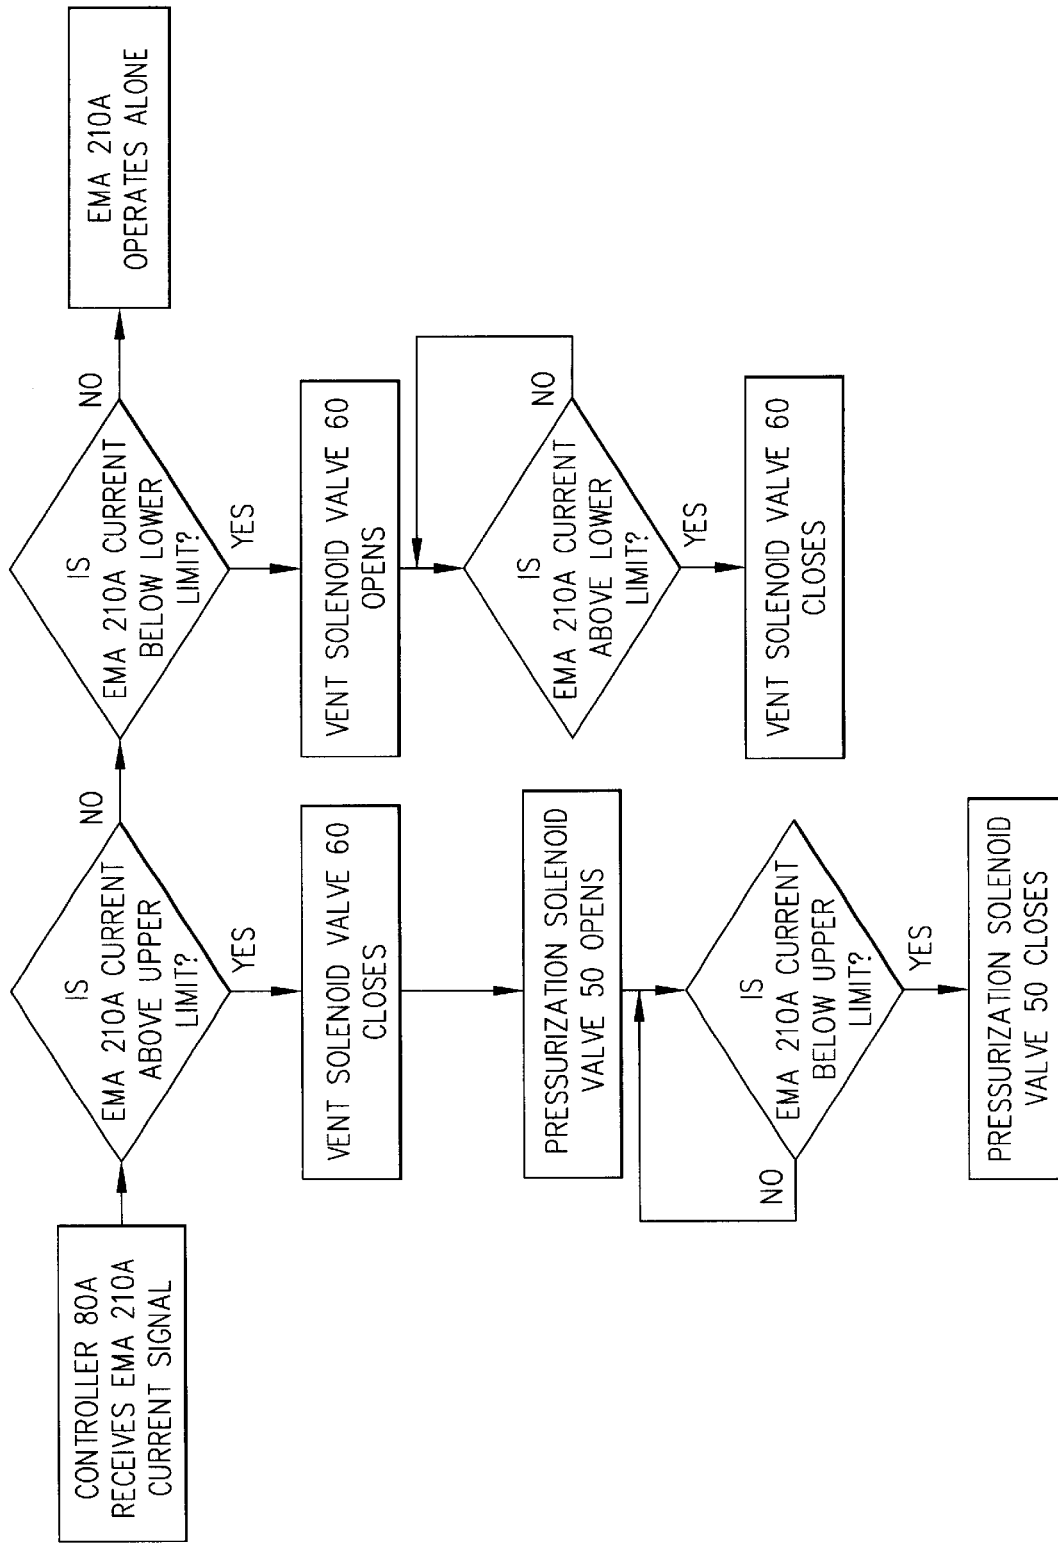 CONTROLLER 80A
RECEIVES EMA 210A
CURRENT SIGNAL
IS
EMA 210A CURRENT
ABOVE UPPER
LIMIT?
NO
YES
IS
EMA 210A CURRENT
BELOW LOWER
LIMIT?
NO
YES
EMA 210A
OPERATES ALONE
VENT SOLENOID VALVE 60
CLOSES
PRESSURIZATION SOLENOID
VALVE 50 OPENS
IS
EMA 210A CURRENT
BELOW UPPER
LIMIT?
NO
YES
PRESSURIZATION SOLENOID
VALVE 50 CLOSES
VENT SOLENOID VALVE 60
OPENS
IS
EMA 210A CURRENT
ABOVE LOWER
LIMIT?
NO
YES
VENT SOLENOID VALVE 60
CLOSES